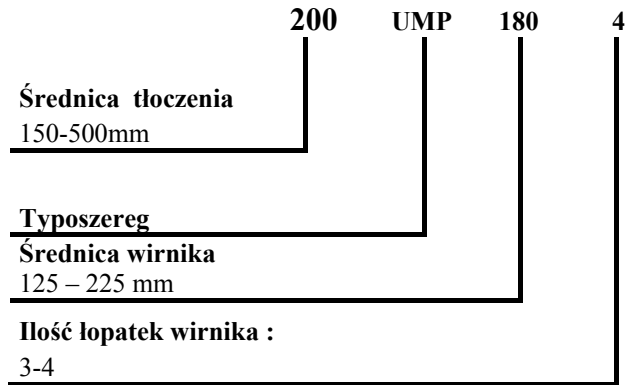 200 UMP 180 4
Średnica tłoczenia
150-500mm
Typoszereg
Średnica wirnika
125 – 225 mm
Ilość łopatek wirnika :
3-4